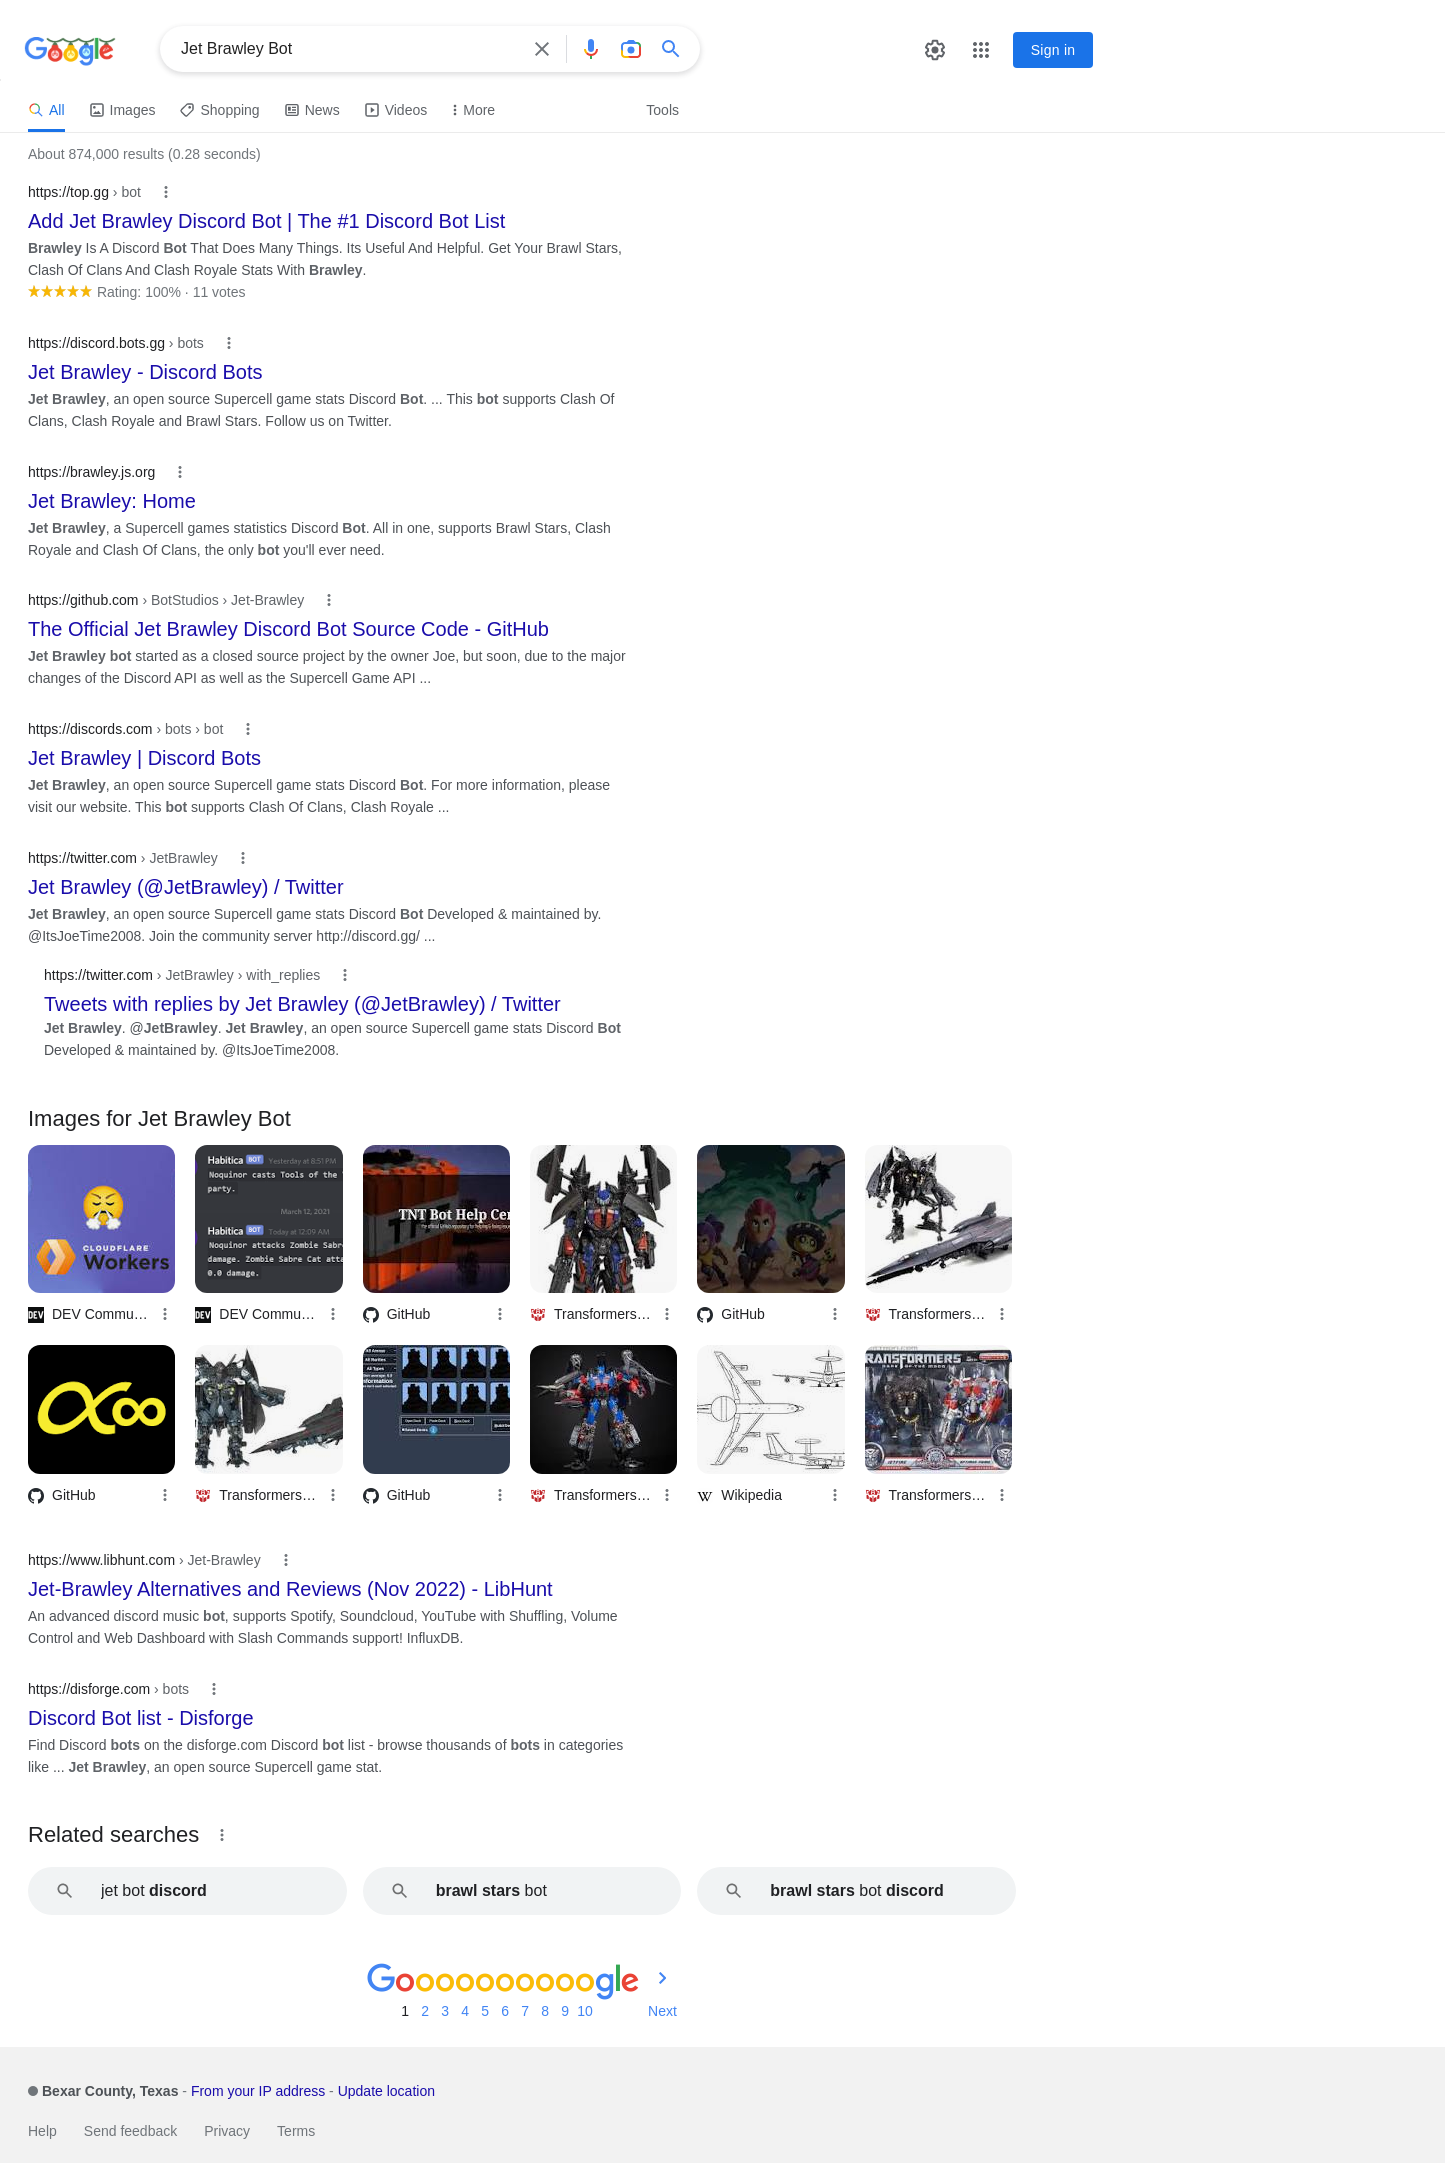 Google
Jet Brawley Bot
Sign in
All
Images
Shopping
News
Videos
More
Tools
About 874,000 results (0.28 seconds)
https://top.gg › bot
Add Jet Brawley Discord Bot | The #1 Discord Bot List
Brawley Is A Discord Bot That Does Many Things. Its Useful And Helpful. Get Your Brawl Stars,
Clash Of Clans And Clash Royale Stats With Brawley.
Rating: 100% · 11 votes
https://discord.bots.gg › bots
Jet Brawley - Discord Bots
Jet Brawley, an open source Supercell game stats Discord Bot. ... This bot supports Clash Of
Clans, Clash Royale and Brawl Stars. Follow us on Twitter.
https://brawley.js.org
Jet Brawley: Home
Jet Brawley, a Supercell games statistics Discord Bot. All in one, supports Brawl Stars, Clash
Royale and Clash Of Clans, the only bot you'll ever need.
https://github.com › BotStudios › Jet-Brawley
The Official Jet Brawley Discord Bot Source Code - GitHub
Jet Brawley bot started as a closed source project by the owner Joe, but soon, due to the major
changes of the Discord API as well as the Supercell Game API ...
https://discords.com › bots › bot
Jet Brawley | Discord Bots
Jet Brawley, an open source Supercell game stats Discord Bot. For more information, please
visit our website. This bot supports Clash Of Clans, Clash Royale ...
https://twitter.com › JetBrawley
Jet Brawley (@JetBrawley) / Twitter
Jet Brawley, an open source Supercell game stats Discord Bot Developed & maintained by.
@ItsJoeTime2008. Join the community server http://discord.gg/ ...
https://twitter.com › JetBrawley › with_replies
Tweets with replies by Jet Brawley (@JetBrawley) / Twitter
Jet Brawley. @JetBrawley. Jet Brawley, an open source Supercell game stats Discord Bot
Developed & maintained by. @ItsJoeTime2008.
Images for Jet Brawley Bot
CLOUDFLARE
Workers
Habitica BOT Yesterday at 8:51 PM
Noquinor casts Tools of the
party.
March 12, 2021
Habitica BOT Today at 12:09 AM
Noquinor attacks Zombie Sabre
damage. Zombie Sabre Cat atta
0.0 damage.
TNT Bot Help Cen
DEV Commu…
DEV Commu…
GitHub
Transformers…
GitHub
Transformers…
TRANSFORMERS
DARK OF THE MOON
JETFIRE
OPTIMUS PRIME
GitHub
Transformers…
GitHub
Transformers…
Wikipedia
Transformers…
https://www.libhunt.com › Jet-Brawley
Jet-Brawley Alternatives and Reviews (Nov 2022) - LibHunt
An advanced discord music bot, supports Spotify, Soundcloud, YouTube with Shuffling, Volume
Control and Web Dashboard with Slash Commands support! InfluxDB.
https://disforge.com › bots
Discord Bot list - Disforge
Find Discord bots on the disforge.com Discord bot list - browse thousands of bots in categories
like ... Jet Brawley, an open source Supercell game stat.
Related searches
jet bot discord
brawl stars bot
brawl stars bot discord
Goooooooooogle
1 2 3 4 5 6 7 8 9 10 Next
Bexar County, Texas - From your IP address - Update location
Help Send feedback Privacy Terms